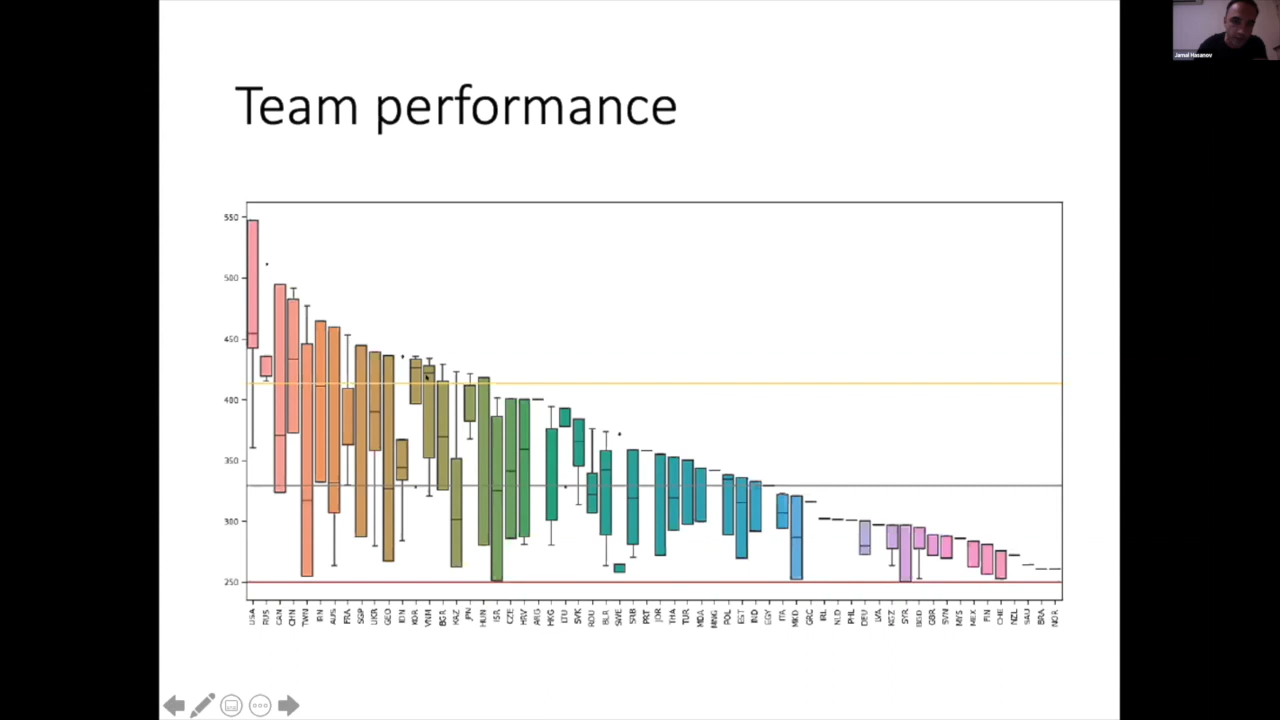 Jamal Hasanov
Team performance
550
500
450
400
350
300
250
USA RUS CAN CHN TWN IRN AUS FRA SGP UKR GEO IDN KOR VNM BGR KAZ JPN HUN ISR CZE HRV ARG HKG LTU SVK ROU BLR SWE SRB PRT JOR THA TUR MDA MNG POL EST IND EGY ITA MKD GRC IRL NLD PHL DEU LVA KGZ SYR BGD GBR SVN MYS MEX FIN CHE NZL SAU BRA NOR